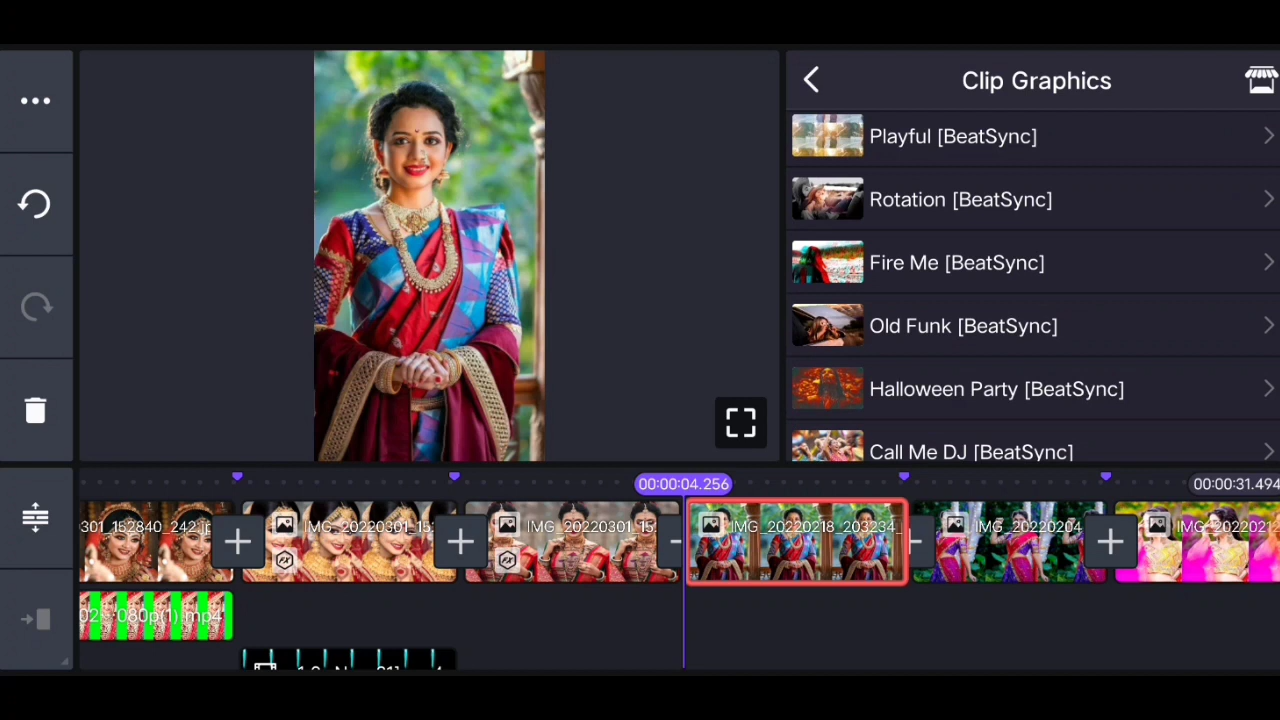 Clip Graphics
Playful [BeatSync]
Rotation [BeatSync]
Fire Me [BeatSync]
Old Funk [BeatSync]
Halloween Party [BeatSync]
Call Me DJ [BeatSync]
00:00:04.256
00:00:31.494
301_152840_242.jp
IMG_20220301_15
IMG_20220301_15
IMG_20220218_203234
IMG_20220204
IMG_2022021
02 080p(1).mp4